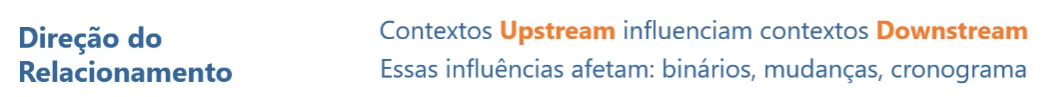 Direção do
Relacionamento
Contextos Upstream influenciam contextos Downstream
Essas influências afetam: binários, mudanças, cronograma